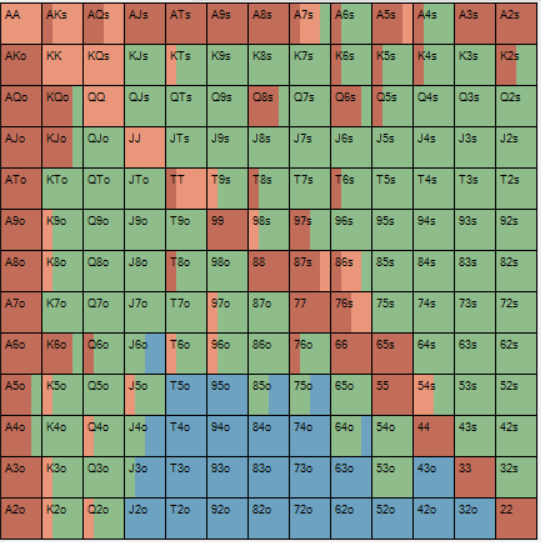 AA AKs AQs AJs ATs A9s A8s A7s A6s A5s A4s A3s A2s
AKo KK KQs KJs KTs K9s K8s K7s K6s K5s K4s K3s K2s
AQo KQo QQ QJs QTs Q9s Q8s Q7s Q6s Q5s Q4s Q3s Q2s
AJo KJo QJo JJ JTs J9s J8s J7s J6s J5s J4s J3s J2s
ATo KTo QTo JTo TT T9s T8s T7s T6s T5s T4s T3s T2s
A9o K9o Q9o J9o T9o 99 98s 97s 96s 95s 94s 93s 92s
A8o K8o Q8o J8o T8o 98o 88 87s 86s 85s 84s 83s 82s
A7o K7o Q7o J7o T7o 97o 87o 77 76s 75s 74s 73s 72s
A6o K6o Q6o J6o T6o 96o 86o 76o 66 65s 64s 63s 62s
A5o K5o Q5o J5o T5o 95o 85o 75o 65o 55 54s 53s 52s
A4o K4o Q4o J4o T4o 94o 84o 74o 64o 54o 44 43s 42s
A3o K3o Q3o J3o T3o 93o 83o 73o 63o 53o 43o 33 32s
A2o K2o Q2o J2o T2o 92o 82o 72o 62o 52o 42o 32o 22